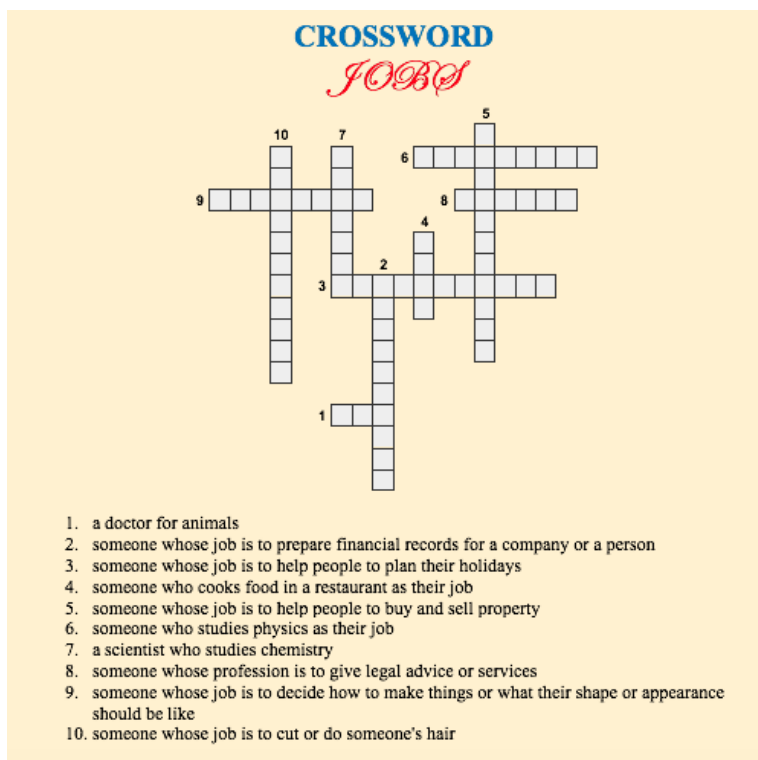 CROSSWORD
JOBS
5
10 7
6
9 8
4
2
3
1
1. a doctor for animals
2. someone whose job is to prepare financial records for a company or a person
3. someone whose job is to help people to plan their holidays
4. someone who cooks food in a restaurant as their job
5. someone whose job is to help people to buy and sell property
6. someone who studies physics as their job
7. a scientist who studies chemistry
8. someone whose profession is to give legal advice or services
9. someone whose job is to decide how to make things or what their shape or appearance
should be like
10. someone whose job is to cut or do someone's hair